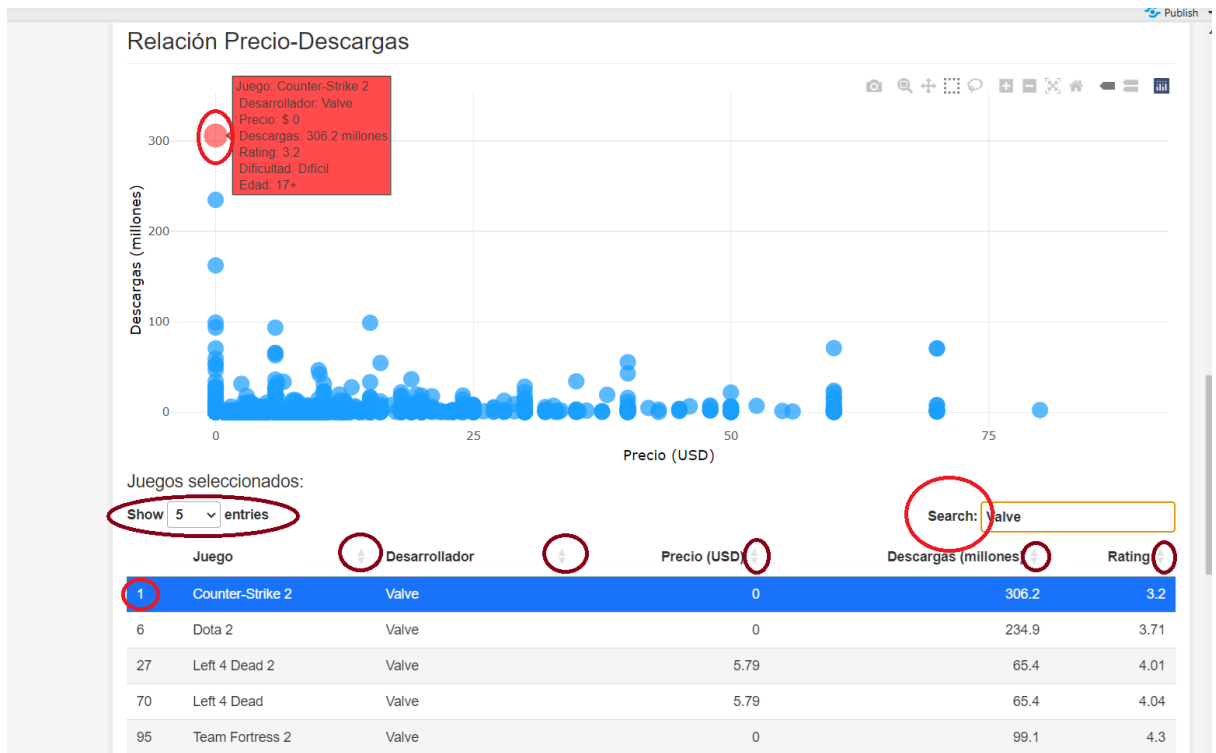 Publish
Relación Precio-Descargas
Juego: Counter-Strike 2
Desarrollador: Valve
Precio: $ 0
Descargas: 306.2 millones
Rating: 3.2
Dificultad: Difícil
Edad: 17+
300
200
100
0
Descargas (millones)
0 25 50 75
Precio (USD)
Juegos seleccionados:
Show 5 entries Search: Valve
Juego Desarrollador Precio (USD) Descargas (millones) Rating
1 Counter-Strike 2 Valve 0 306.2 3.2
6 Dota 2 Valve 0 234.9 3.71
27 Left 4 Dead 2 Valve 5.79 65.4 4.01
70 Left 4 Dead Valve 5.79 65.4 4.04
95 Team Fortress 2 Valve 0 99.1 4.3